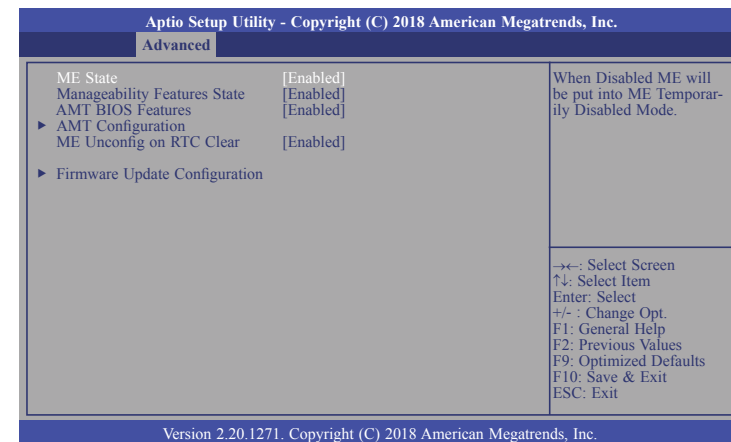 Aptio Setup Utility - Copyright (C) 2018 American Megatrends, Inc.
Advanced
ME State [Enabled]
Manageability Features State [Enabled]
AMT BIOS Features [Enabled]
▶ AMT Configuration
ME Unconfig on RTC Clear [Enabled]
▶ Firmware Update Configuration
When Disabled ME will
be put into ME Temporar-
ily Disabled Mode.
→←: Select Screen
↑↓: Select Item
Enter: Select
+/- : Change Opt.
F1: General Help
F2: Previous Values
F9: Optimized Defaults
F10: Save & Exit
ESC: Exit
Version 2.20.1271. Copyright (C) 2018 American Megatrends, Inc.